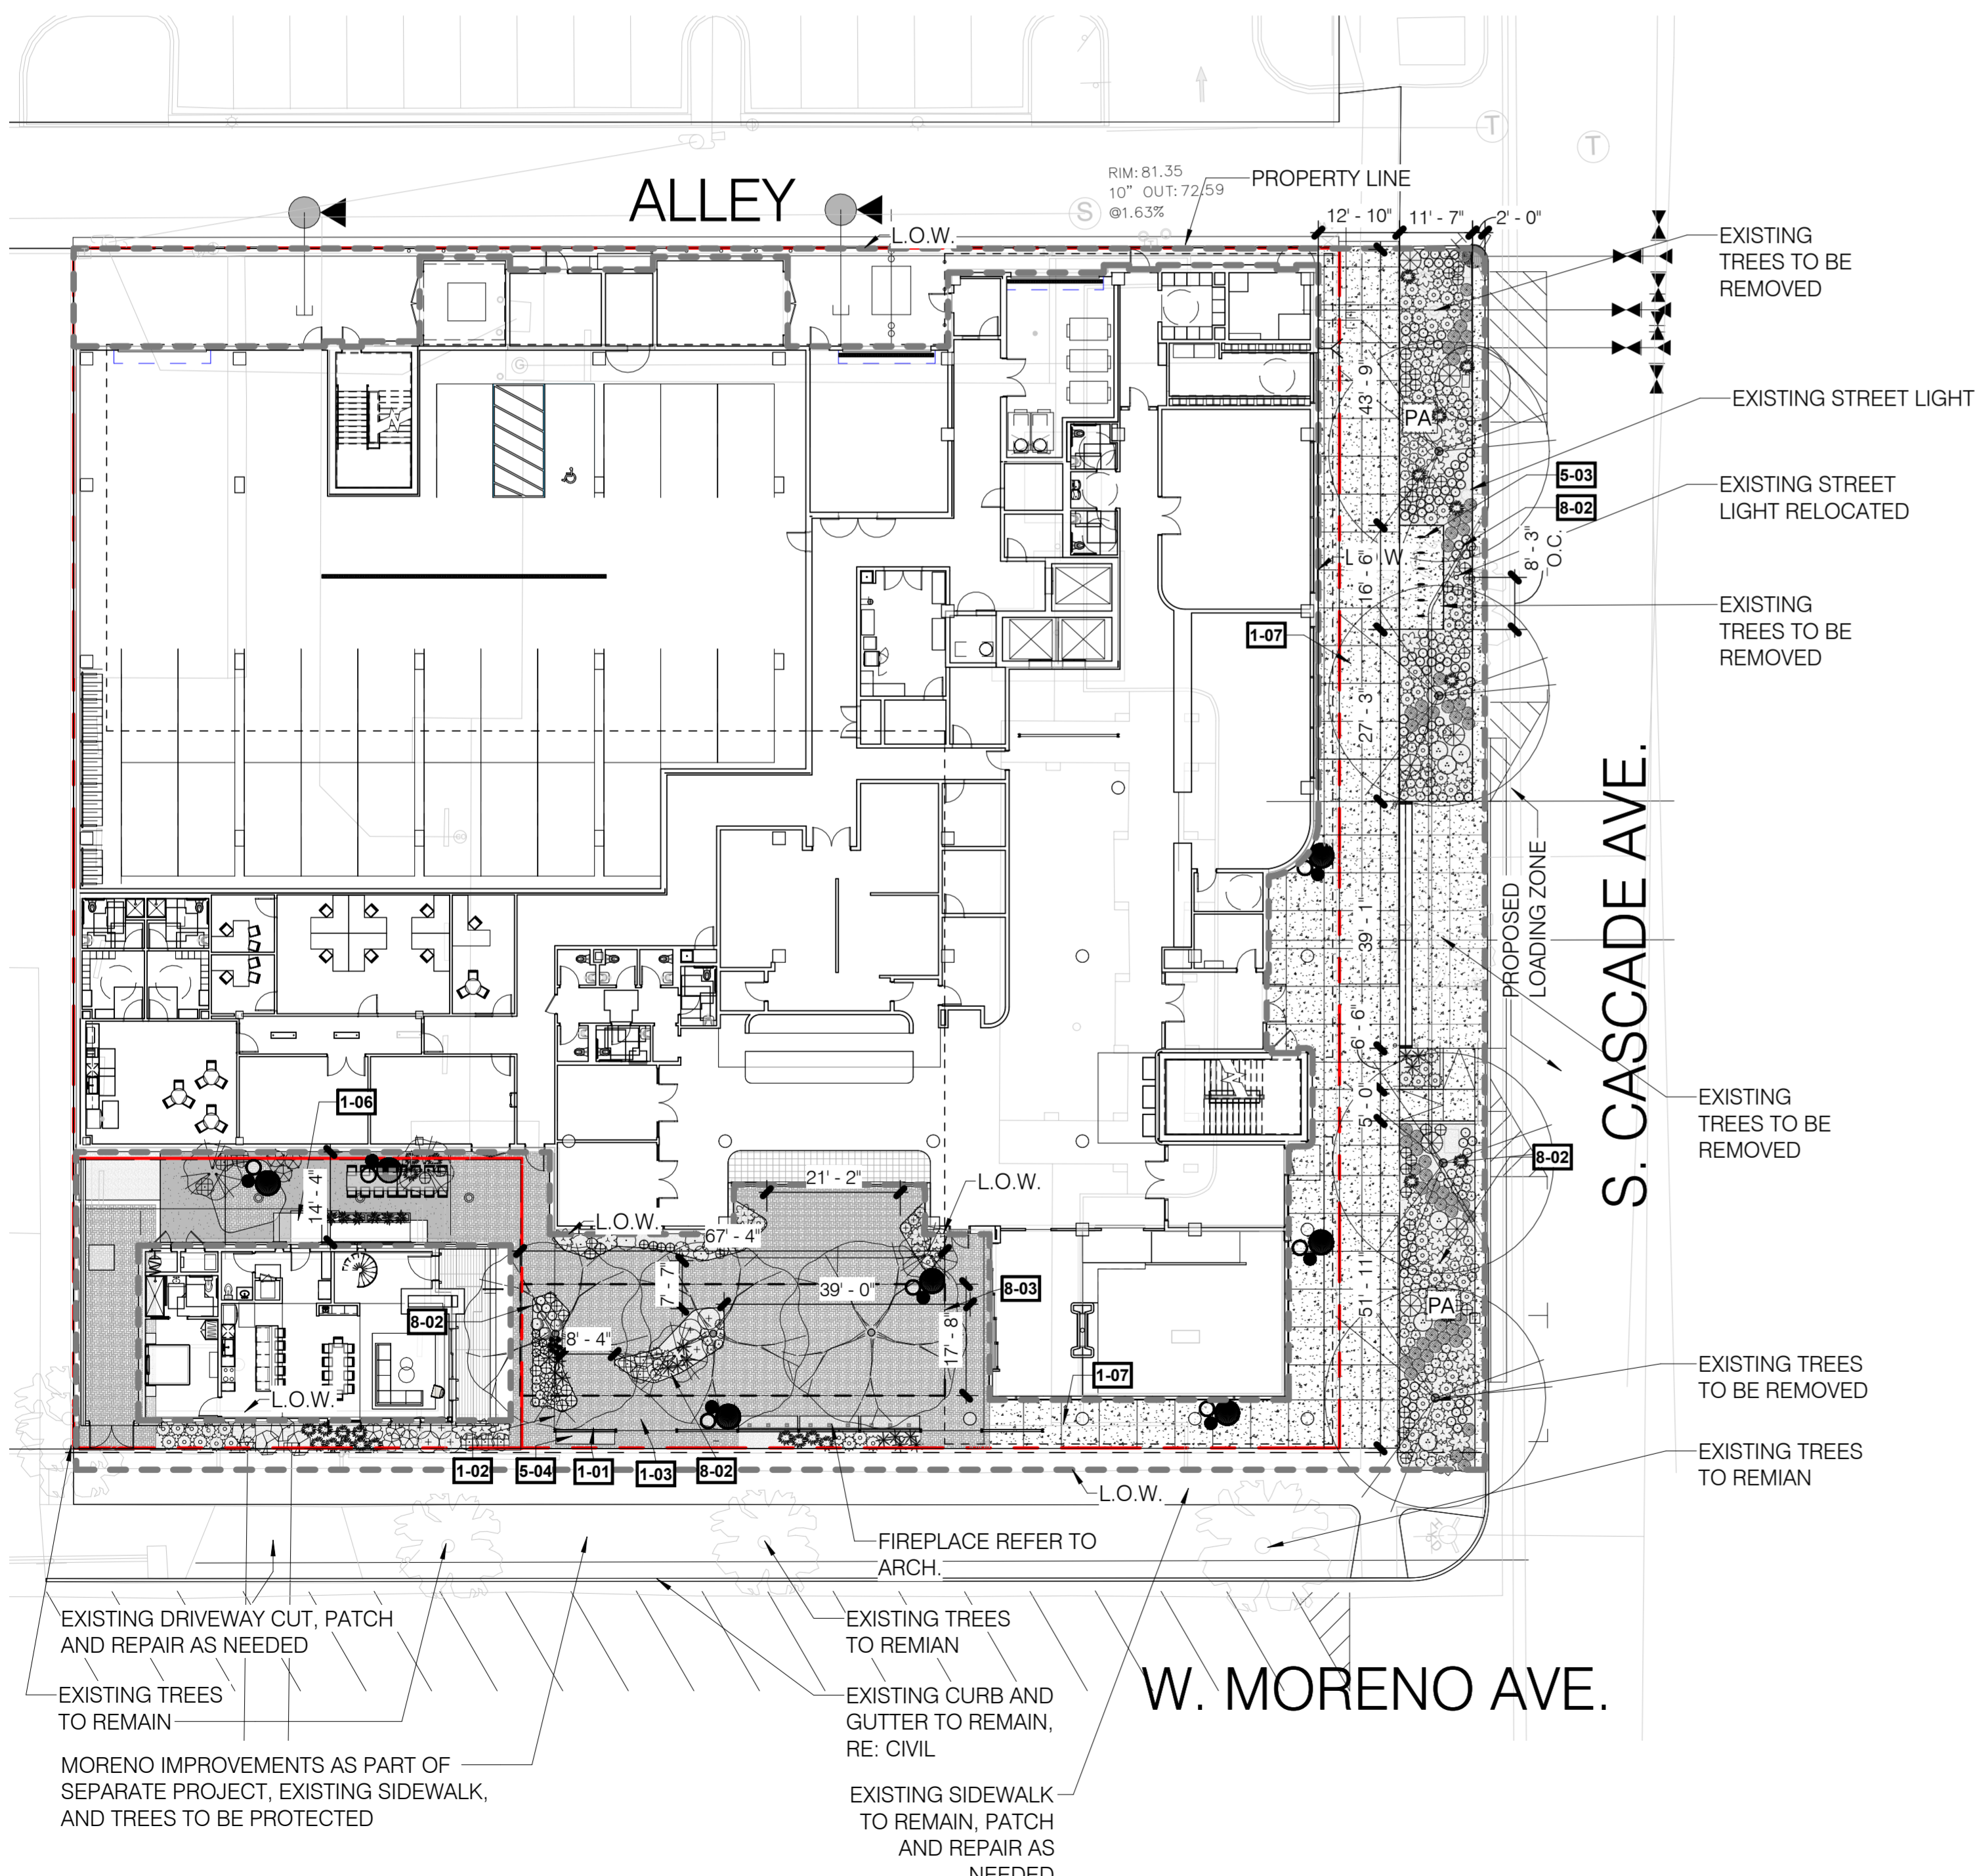 RIM: 81.35
10" OUT: 72.59
@1.63%
PROPERTY LINE
ALLEY
S
T
T
L.O.W.
12' - 10"
11' - 7"
2' - 0"
EXISTING
TREES TO BE
REMOVED
43' - 9"
PA
EXISTING STREET LIGHT
G
5-03
8-02
EXISTING STREET
LIGHT RELOCATED
8' - 3"
O.C.
L.O.W.
16' - 6"
EXISTING
TREES TO BE
REMOVED
1-07
27' - 3"
S. CASCADE AVE.
PROPOSED
LOADING ZONE
39' - 1"
6' - 6"
5' - 0"
EXISTING
TREES TO BE
REMOVED
1-06
8-02
14' - 4"
21' - 2"
L.O.W.
L.O.W.
67' - 4"
7' - 7"
39' - 0"
8-03
51' - 11"
PA
8-02
8' - 4"
17' - 8"
1-07
EXISTING TREES
TO BE REMOVED
L.O.W.
1-02
5-04
1-01
1-03
8-02
L.O.W.
EXISTING TREES
TO REMIAN
FIREPLACE REFER TO
ARCH.
EXISTING DRIVEWAY CUT, PATCH
AND REPAIR AS NEEDED
EXISTING TREES
TO REMIAN
EXISTING TREES
TO REMAIN
EXISTING CURB AND
GUTTER TO REMAIN,
RE: CIVIL
W. MORENO AVE.
MORENO IMPROVEMENTS AS PART OF
SEPARATE PROJECT, EXISTING SIDEWALK,
AND TREES TO BE PROTECTED
EXISTING SIDEWALK
TO REMAIN, PATCH
AND REPAIR AS
NEEDED